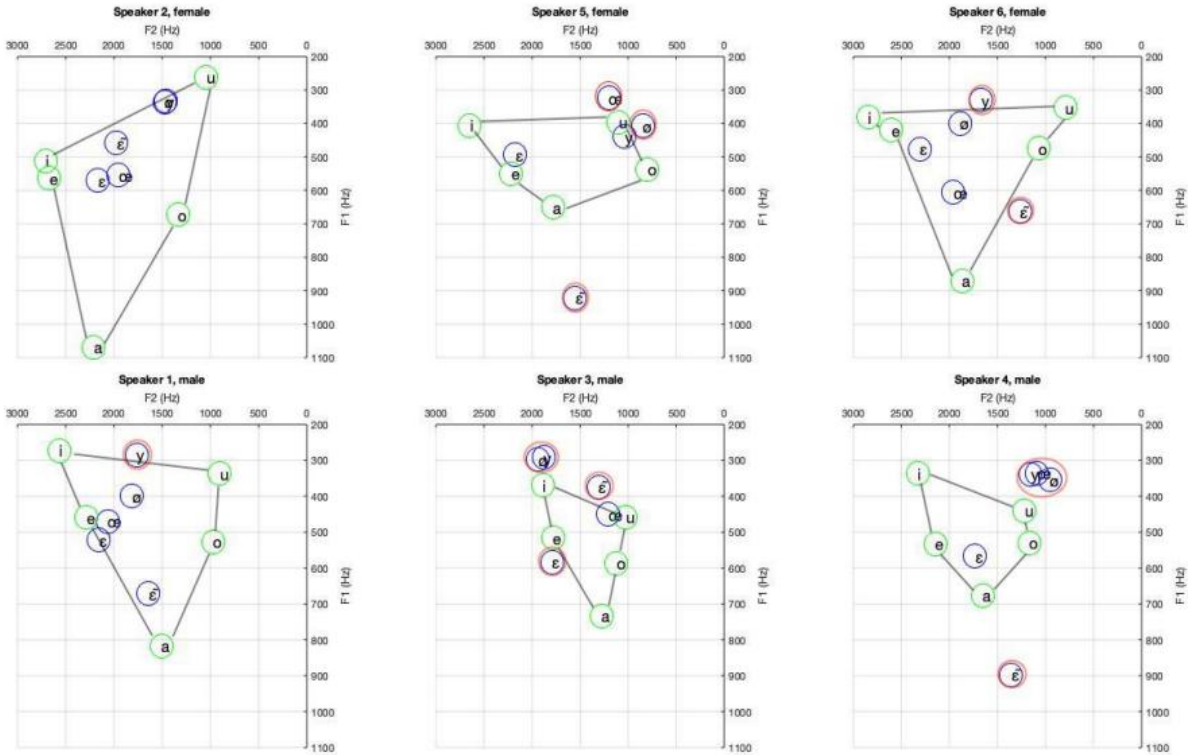 Speaker 2, female
F2 (Hz)
3000 2500 2000 1500 1000 500 0
200
300
400
500
600
700
800
900
1000
1100
F1 (Hz)
u
y
ɛ̃
i
e
ɛ
œ
o
a
Speaker 5, female
F2 (Hz)
3000 2500 2000 1500 1000 500 0
200
300
400
500
600
700
800
900
1000
1100
F1 (Hz)
œ
i
u
ø
y
ɛ
e
o
a
ɛ̃
Speaker 6, female
F2 (Hz)
3000 2500 2000 1500 1000 500 0
200
300
400
500
600
700
800
900
1000
1100
F1 (Hz)
y
u
i
e
ø
ɛ
o
œ
ɛ̃
a
Speaker 1, male
F2 (Hz)
3000 2500 2000 1500 1000 500 0
200
300
400
500
600
700
800
900
1000
1100
F1 (Hz)
i
y
u
ø
e
œ
ɛ
o
ɛ̃
a
Speaker 3, male
F2 (Hz)
3000 2500 2000 1500 1000 500 0
200
300
400
500
600
700
800
900
1000
1100
F1 (Hz)
ø
y
i
ɛ̃
œ
u
e
ɛ
o
a
Speaker 4, male
F2 (Hz)
3000 2500 2000 1500 1000 500 0
200
300
400
500
600
700
800
900
1000
1100
F1 (Hz)
i
y
œ
ø
u
e
o
ɛ
a
ɛ̃